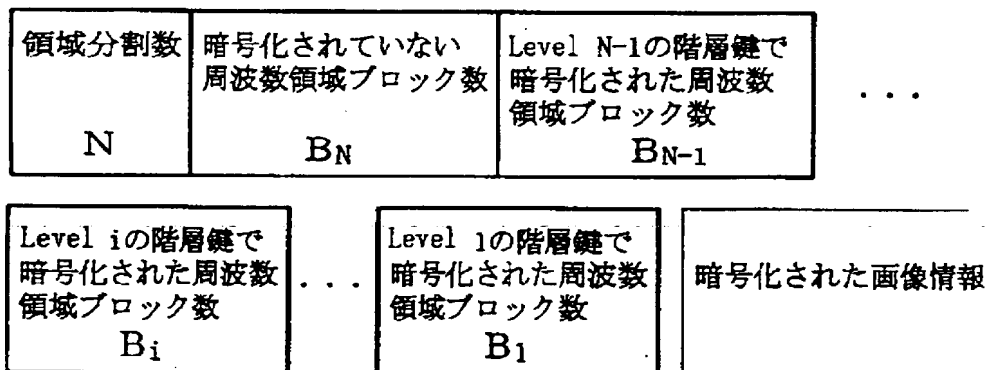 領域分割数
N
暗号化されていない
周波数領域ブロック数
BN
Level N-1の階層鍵で
暗号化された周波数
領域ブロック数
BN-1
...
Level iの階層鍵で
暗号化された周波数
領域ブロック数
Bi
...
Level 1の階層鍵で
暗号化された周波数
領域ブロック数
B1
暗号化された画像情報